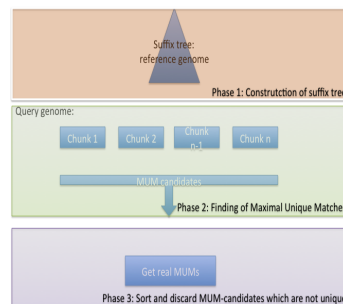 Suffix tree:
reference genome
Phase 1: Construtction of suffix tree
Query genome:
Chunk 1
Chunk 2
Chunk
n-1
Chunk n
MUM candidates
Phase 2: Finding of Maximal Unique Matche
Get real MUMs
Phase 3: Sort and discard MUM-candidates which are not unique